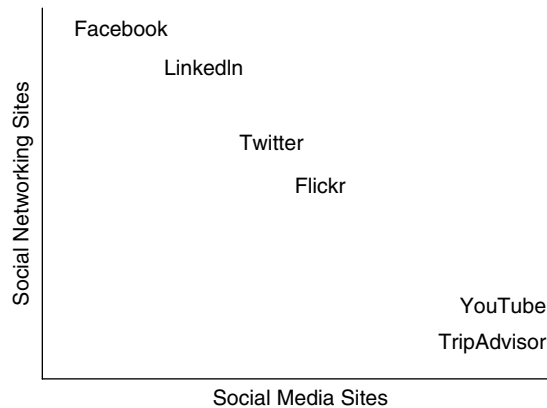 Facebook
LinkedIn
Twitter
Flickr
YouTube
TripAdvisor
Social Networking Sites
Social Media Sites